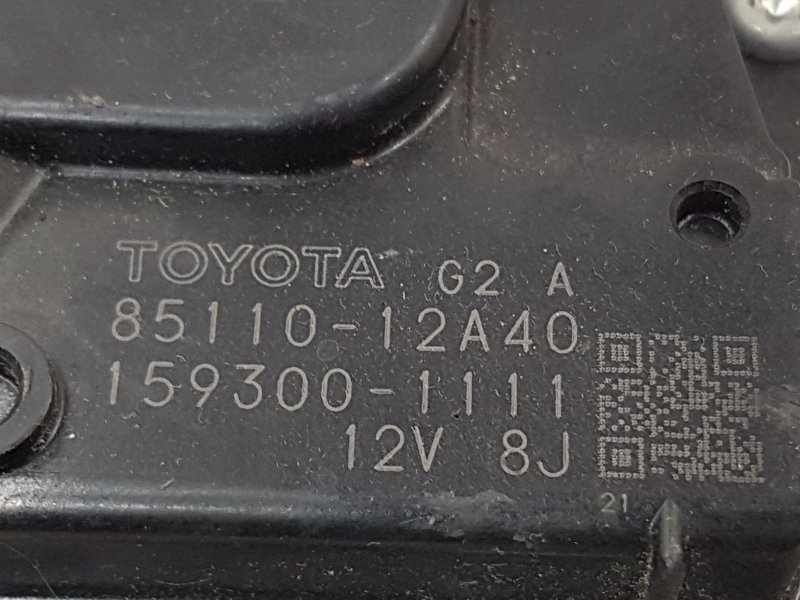 TOYOTA G2 A
85110-12A40
159300-1111
12V 8J
21